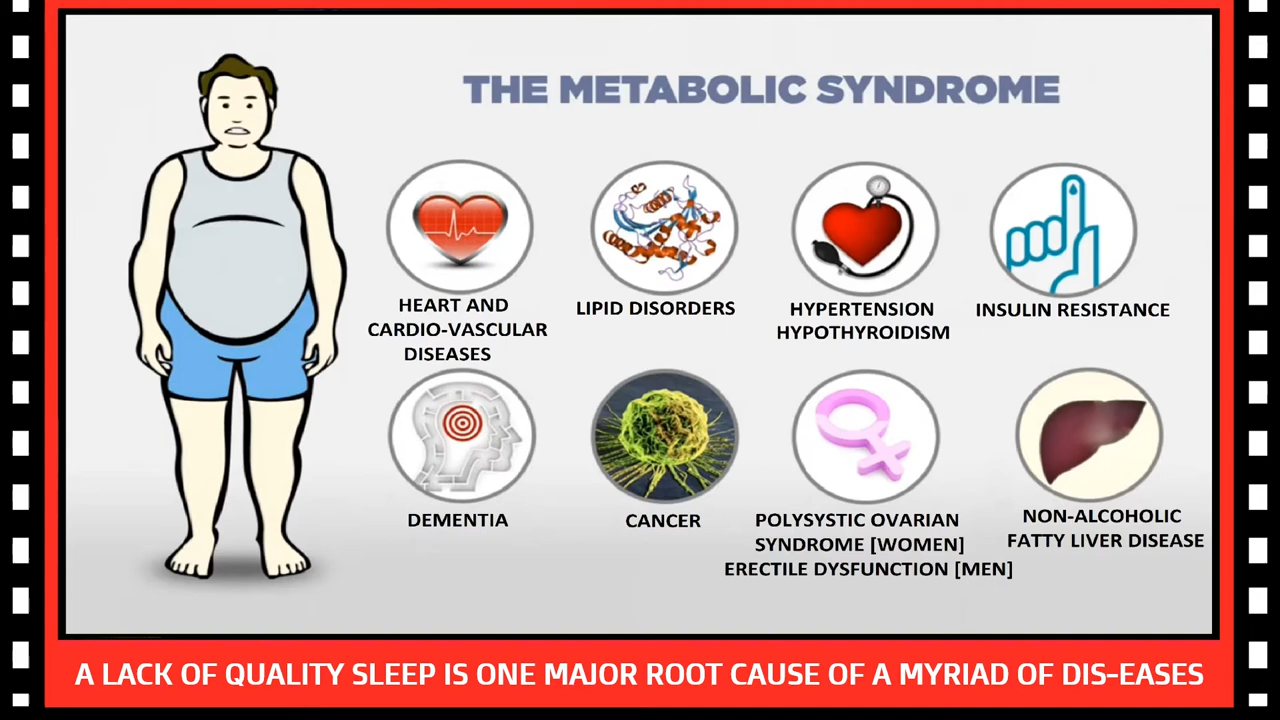 THE METABOLIC SYNDROME
HEART AND
CARDIO-VASCULAR
DISEASES
LIPID DISORDERS
HYPERTENSION
HYPOTHYROIDISM
INSULIN RESISTANCE
DEMENTIA
CANCER
POLYSYSTIC OVARIAN
SYNDROME [WOMEN]
ERECTILE DYSFUNCTION [MEN]
NON-ALCOHOLIC
FATTY LIVER DISEASE
A LACK OF QUALITY SLEEP IS ONE MAJOR ROOT CAUSE OF A MYRIAD OF DIS-EASES